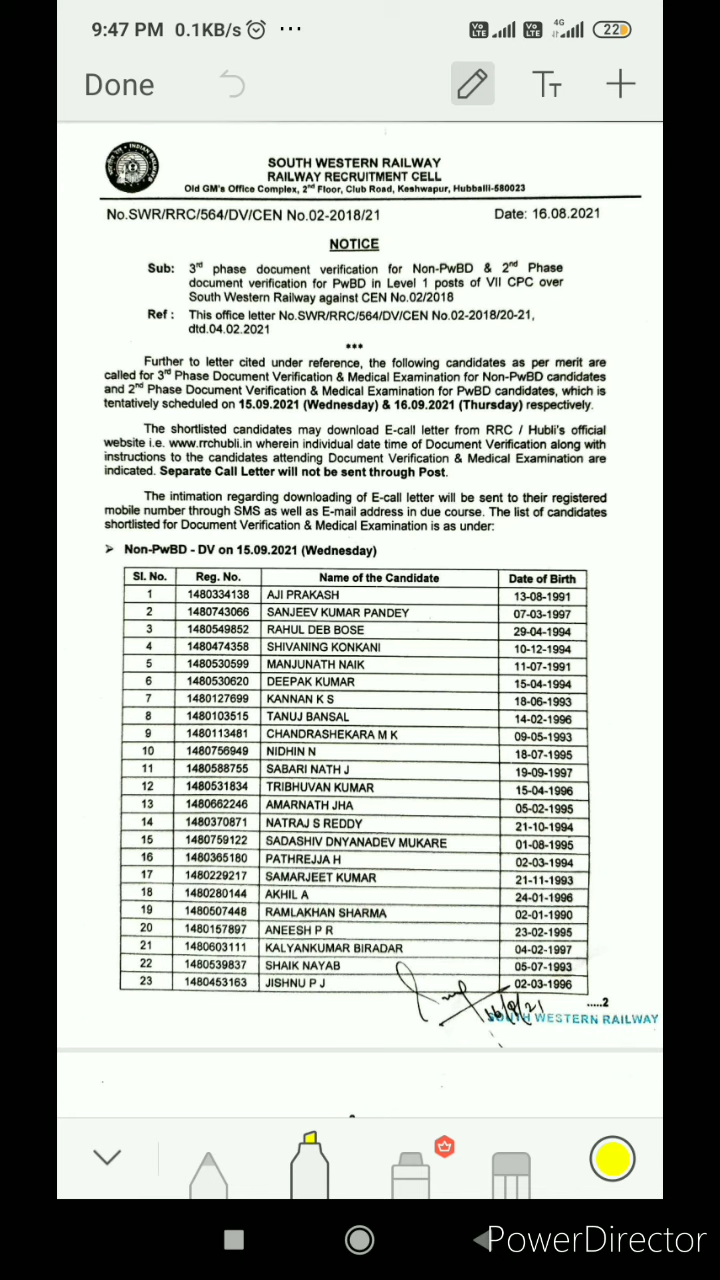 9:47 PM 0.1KB/s ... Vo LTE Vo LTE 4G 22
Done TT
SOUTH WESTERN RAILWAY
RAILWAY RECRUITMENT CELL
Old GM's Office Complex, 2nd Floor, Club Road, Keshwapur, Hubballi-580023
No.SWR/RRC/564/DV/CEN No.02-2018/21 Date: 16.08.2021
NOTICE
Sub: 3rd phase document verification for Non-PwBD & 2nd Phase
document verification for PwBD in Level 1 posts of VII CPC over
South Western Railway against CEN No.02/2018
Ref : This office letter No.SWR/RRC/564/DV/CEN No.02-2018/20-21,
dtd.04.02.2021
***
Further to letter cited under reference, the following candidates as per merit are
called for 3rd Phase Document Verification & Medical Examination for Non-PwBD candidates
and 2nd Phase Document Verification & Medical Examination for PwBD candidates, which is
tentatively scheduled on 15.09.2021 (Wednesday) & 16.09.2021 (Thursday) respectively.
The shortlisted candidates may download E-call letter from RRC / Hubli's official
website i.e. www.rrchubli.in wherein individual date time of Document Verification along with
instructions to the candidates attending Document Verification & Medical Examination are
indicated. Separate Call Letter will not be sent through Post.
The intimation regarding downloading of E-call letter will be sent to their registered
mobile number through SMS as well as E-mail address in due course. The list of candidates
shortlisted for Document Verification & Medical Examination is as under:
➢ Non-PwBD - DV on 15.09.2021 (Wednesday)
Sl. No. Reg. No. Name of the Candidate Date of Birth
1 1480334138 AJI PRAKASH 13-08-1991
2 1480743066 SANJEEV KUMAR PANDEY 07-03-1997
3 1480549852 RAHUL DEB BOSE 29-04-1994
4 1480474358 SHIVANING KONKANI 10-12-1994
5 1480530599 MANJUNATH NAIK 11-07-1991
6 1480530620 DEEPAK KUMAR 15-04-1994
7 1480127699 KANNAN K S 18-06-1993
8 1480103515 TANUJ BANSAL 14-02-1996
9 1480113481 CHANDRASHEKARA M K 09-05-1993
10 1480756949 NIDHIN N 18-07-1995
11 1480588755 SABARI NATH J 19-09-1997
12 1480531834 TRIBHUVAN KUMAR 15-04-1996
13 1480662246 AMARNATH JHA 05-02-1995
14 1480370871 NATRAJ S REDDY 21-10-1994
15 1480759122 SADASHIV DNYANADEV MUKARE 01-08-1995
16 1480365180 PATHREJJA H 02-03-1994
17 1480229217 SAMARJEET KUMAR 21-11-1993
18 1480280144 AKHIL A 24-01-1996
19 1480507448 RAMLAKHAN SHARMA 02-01-1990
20 1480157897 ANEESH P R 23-02-1995
21 1480603111 KALYANKUMAR BIRADAR 04-02-1997
22 1480539837 SHAIK NAYAB 05-07-1993
23 1480453163 JISHNU P J 02-03-1996
.....2
SOUTH WESTERN RAILWAY
PowerDirector